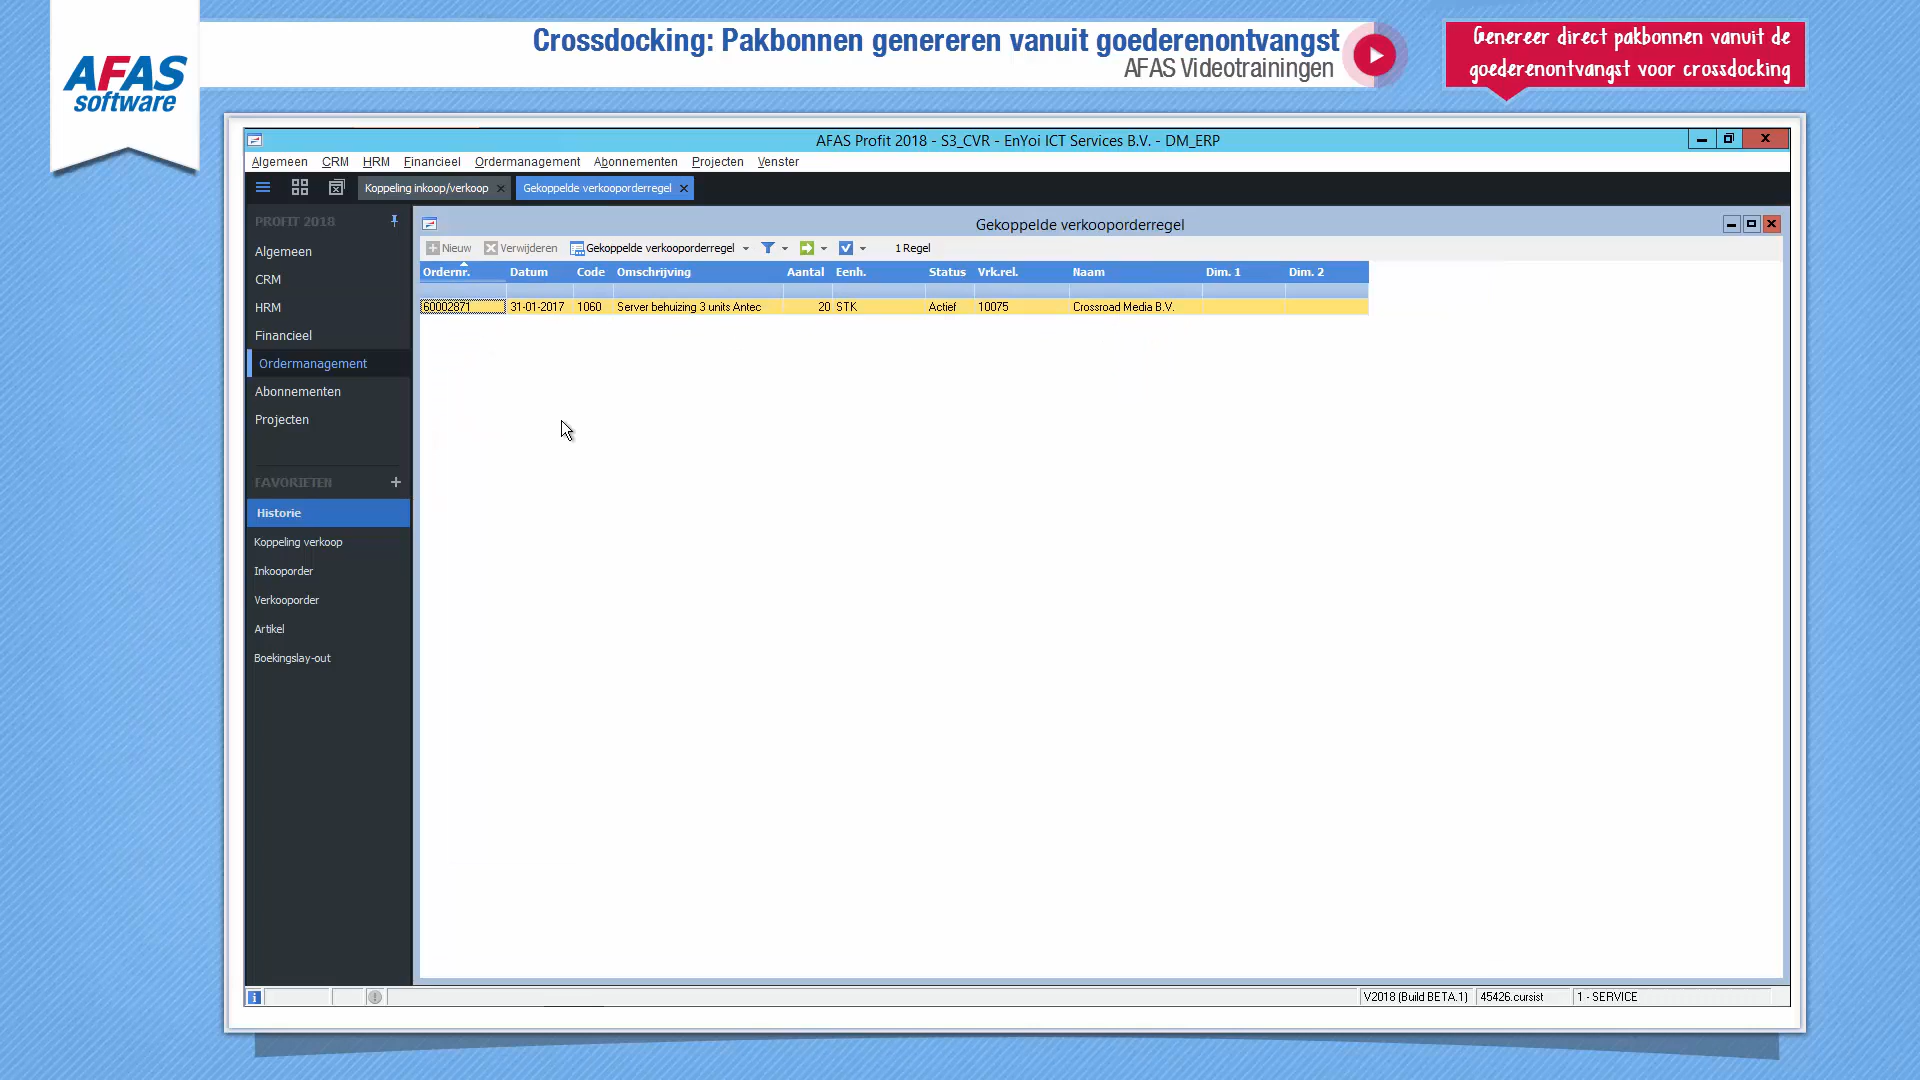 AFAS
software
Crossdocking: Pakbonnen genereren vanuit goederenontvangst
AFAS Videotrainingen
Genereer direct pakbonnen vanuit de
goederenontvangst voor crossdocking
AFAS Profit 2018 - S3_CVR - EnYoi ICT Services B.V. - DM_ERP
Algemeen CRM HRM Financieel Ordermanagement Abonnementen Projecten Venster
Koppeling inkoop/verkoop Gekoppelde verkooporderregel
PROFIT 2018
Algemeen
CRM
HRM
Financieel
Ordermanagement
Abonnementen
Projecten
FAVORIETEN
Historie
Koppeling verkoop
Inkooporder
Verkooporder
Artikel
Boekingslay-out
Gekoppelde verkooporderregel
Nieuw Verwijderen Gekoppelde verkooporderregel 1 Regel
Ordernr. Datum Code Omschrijving Aantal Eenh. Status Vrk.rel. Naam Dim. 1 Dim. 2
60002871 31-01-2017 1060 Server behuizing 3 units Antec 20 STK Actief 10075 Crossroad Media B.V.
V2018 (Build BETA.1) 45426.cursist 1 - SERVICE